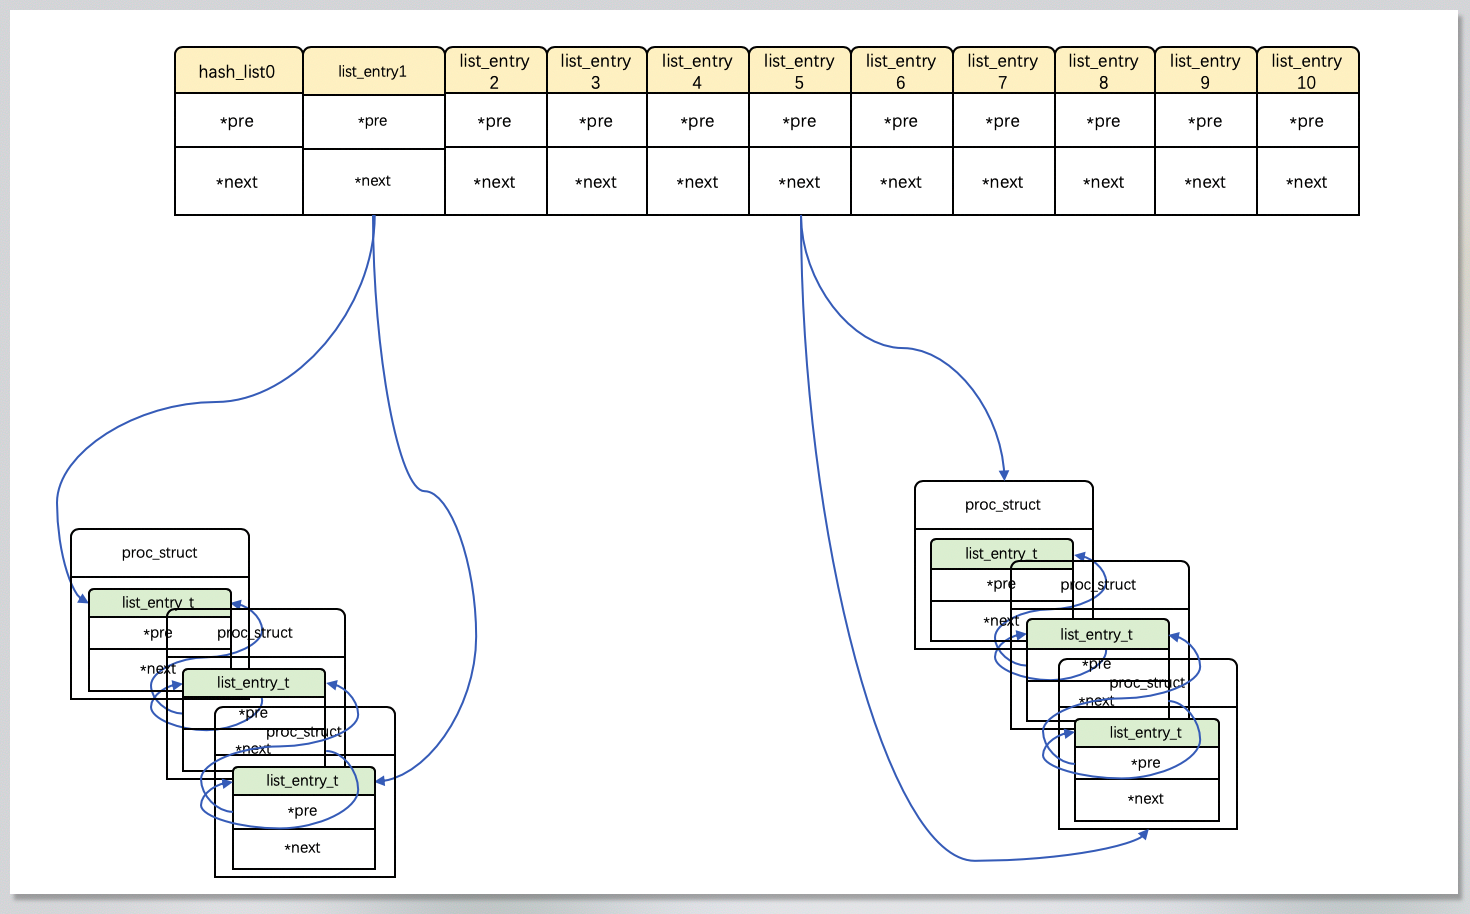 hash_list0
list_entry1
list_entry
2
list_entry
3
list_entry
4
list_entry
5
list_entry
6
list_entry
7
list_entry
8
list_entry
9
list_entry
10
*pre
*pre
*pre
*pre
*pre
*pre
*pre
*pre
*pre
*pre
*pre
*next
*next
*next
*next
*next
*next
*next
*next
*next
*next
*next
proc_struct
list_entry_t
*pre
*next
proc_struct
list_entry_t
*pre
*next
proc_struct
list_entry_t
*pre
*next
proc_struct
list_entry_t
*pre
*next
proc_struct
list_entry_t
*pre
*next
proc_struct
list_entry_t
*pre
*next